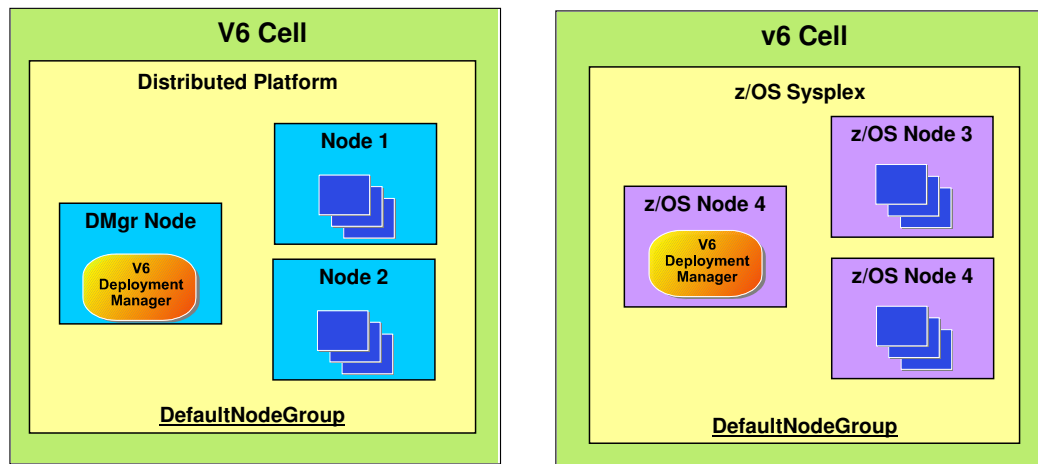 V6 Cell
Distributed Platform
Node 1
DMgr Node
V6
Deployment
Manager
Node 2
DefaultNodeGroup
v6 Cell
z/OS Sysplex
z/OS Node 3
z/OS Node 4
V6
Deployment
Manager
z/OS Node 4
DefaultNodeGroup